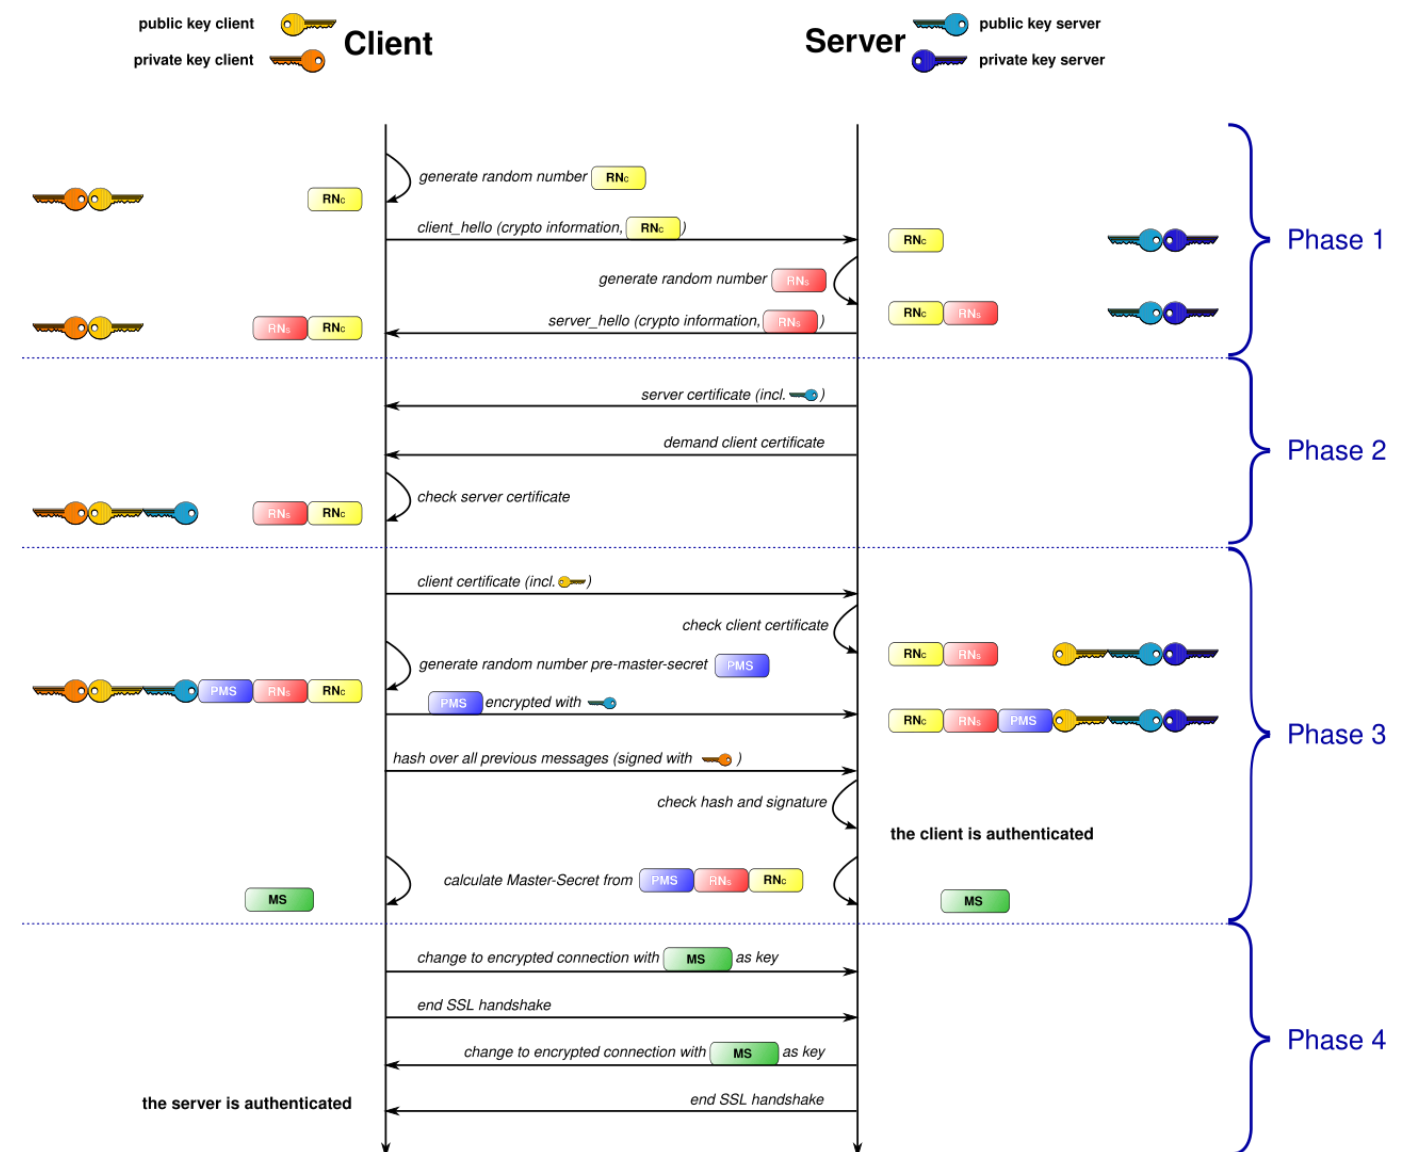 public key client
private key client
Client
Server
public key server
private key server
generate random number RNc
RNc
client_hello (crypto information, RNc )
RNc
Phase 1
generate random number RNs
RNc RNs
server_hello (crypto information, RNs )
RNs RNc
server certificate (incl. )
demand client certificate
Phase 2
check server certificate
RNs RNc
client certificate (incl. )
check client certificate
RNc RNs
generate random number pre-master-secret PMS
PMS RNs RNc
PMS encrypted with
RNc RNs PMS
Phase 3
hash over all previous messages (signed with )
check hash and signature
the client is authenticated
calculate Master-Secret from PMS RNs RNc
MS
MS
change to encrypted connection with MS as key
end SSL handshake
Phase 4
change to encrypted connection with MS as key
end SSL handshake
the server is authenticated